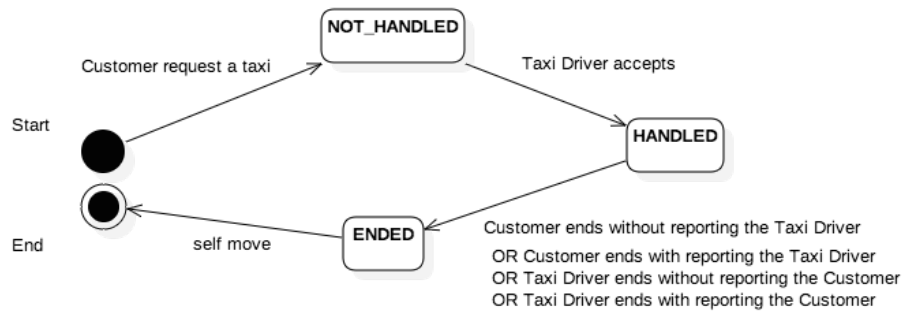 NOT_HANDLED
Customer request a taxi
Taxi Driver accepts
Start
HANDLED
Customer ends without reporting the Taxi Driver
ENDED
self move
End
OR Customer ends with reporting the Taxi Driver
OR Taxi Driver ends without reporting the Customer
OR Taxi Driver ends with reporting the Customer